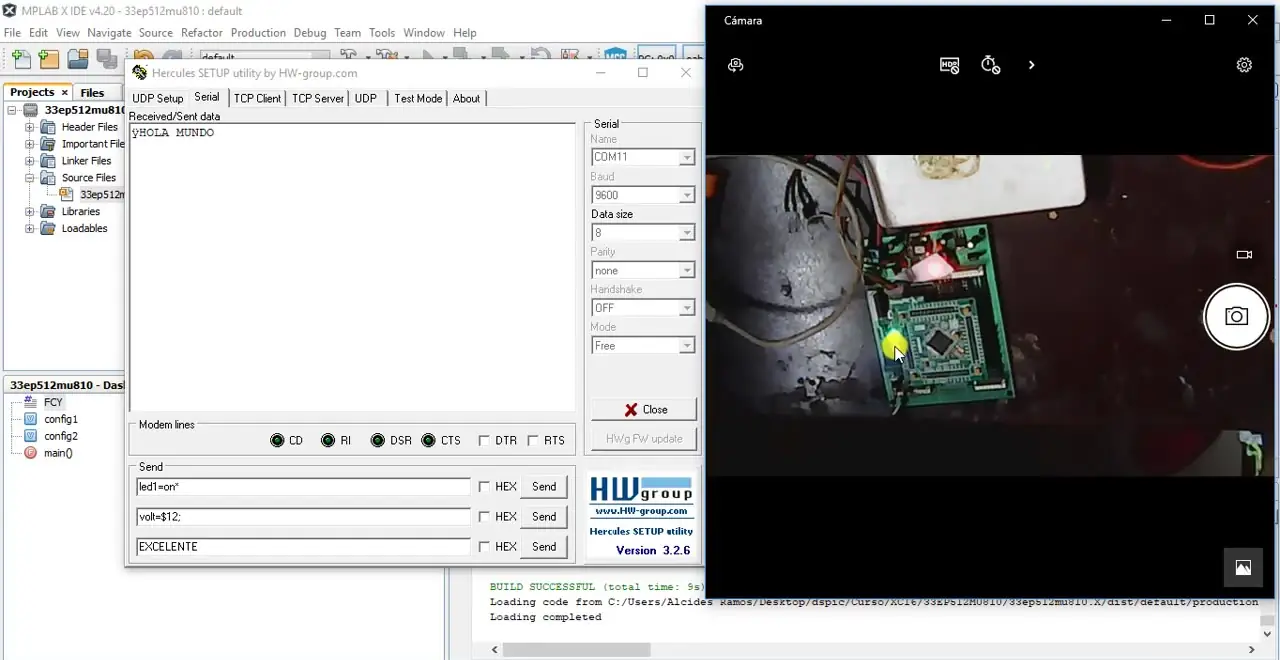 MPLAB X IDE v4.20 - 33ep512mu810 : default
File Edit View Navigate Source Refactor Production Debug Team Tools Window Help
default
Projects × Files
33ep512mu810
Header Files
Important File
Linker Files
Source Files
33ep512m
Libraries
Loadables
33ep512mu810 - Das
FCY
config1
config2
main()
Hercules SETUP utility by HW-group.com
UDP Setup Serial TCP Client TCP Server UDP Test Mode About
Received/Sent data
ÿHOLA MUNDO
Serial
Name
COM11
Baud
9600
Data size
8
Parity
none
Handshake
OFF
Mode
Free
Close
HWg FW update
Modem lines
CD RI DSR CTS DTR RTS
Send
led1=on* HEX Send
volt=$12; HEX Send
EXCELENTE HEX Send
HWgroup
www.HW-group.com
Hercules SETUP utility
Version 3.2.6
Cámara
HDR
BUILD SUCCESSFUL (total time: 9s)
Loading code from C:/Users/Alcides Ramos/Desktop/dspic/Curso/XC16/33EP512MU810/33ep512mu810.X/dist/default/production
Loading completed